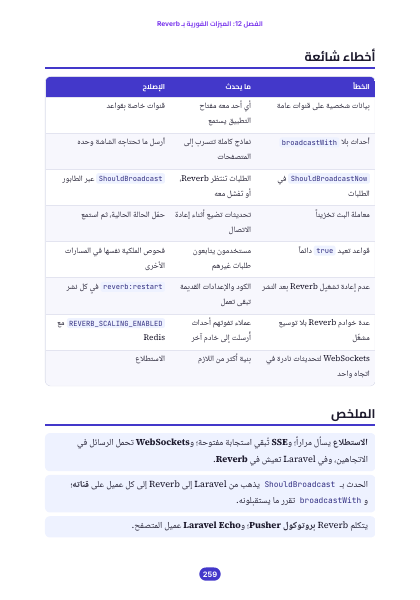 الفصل 12: الميزات الفورية بـ Reverb
أخطاء شائعة
الخطأ ما يحدث الإصلاح
بيانات شخصية على قنوات عامة أي أحد معه مفتاح قنوات خاصة بقواعد
التطبيق يستمع
أحداث بلا broadcastWith نماذج كاملة تتسرب إلى أرسل ما تحتاجه الشاشة وحده
المتصفحات
ShouldBroadcastNow في الطلبات تنتظر Reverb، ShouldBroadcast عبر الطابور
الطلبات أو تفشل معه
معاملة البث تخزيناً تحديثات تضيع أثناء إعادة حمّل الحالة الحالية، ثم استمع
الاتصال
قواعد تعيد true دائماً مستخدمون يتابعون فحوص الملكية نفسها في المسارات
طلبات غيرهم الأخرى
عدم إعادة تشغيل Reverb بعد النشر الكود والإعدادات القديمة reverb:restart في كل نشر
تبقى تعمل
عدة خوادم Reverb بلا توسيع عملاء تفوتهم أحداث REVERB_SCALING_ENABLED مع
مشغّل أرسلت إلى خادم آخر Redis
WebSockets لتحديثات نادرة في بنية أكثر من اللازم الاستطلاع
اتجاه واحد
الملخص
الاستطلاع يسأل مراراً؛ وSSE تُبقي استجابة مفتوحة؛ وWebSockets تحمل الرسائل في
الاتجاهين، وفي Laravel تعيش في Reverb.
الحدث بـ ShouldBroadcast يذهب من Laravel إلى Reverb إلى كل عميل على قناته؛
و broadcastWith تقرر ما يستقبلونه.
يتكلم Reverb بروتوكول Pusher؛ وLaravel Echo عميل المتصفح.
259